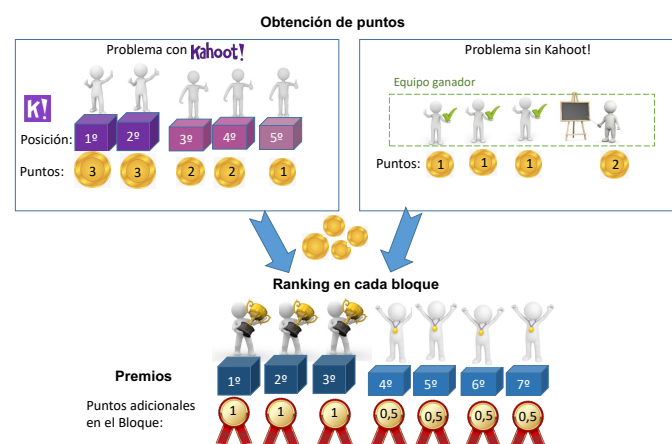 Obtención de puntos
Problema con Kahoot!
K!
Posición: 1º 2º 3º 4º 5º
Puntos: 3 3 2 2 1
Problema sin Kahoot!
Equipo ganador
Puntos: 1 1 1 2
Ranking en cada bloque
Premios 1º 2º 3º 4º 5º 6º 7º
Puntos adicionales
en el Bloque: 1 1 1 0,5 0,5 0,5 0,5